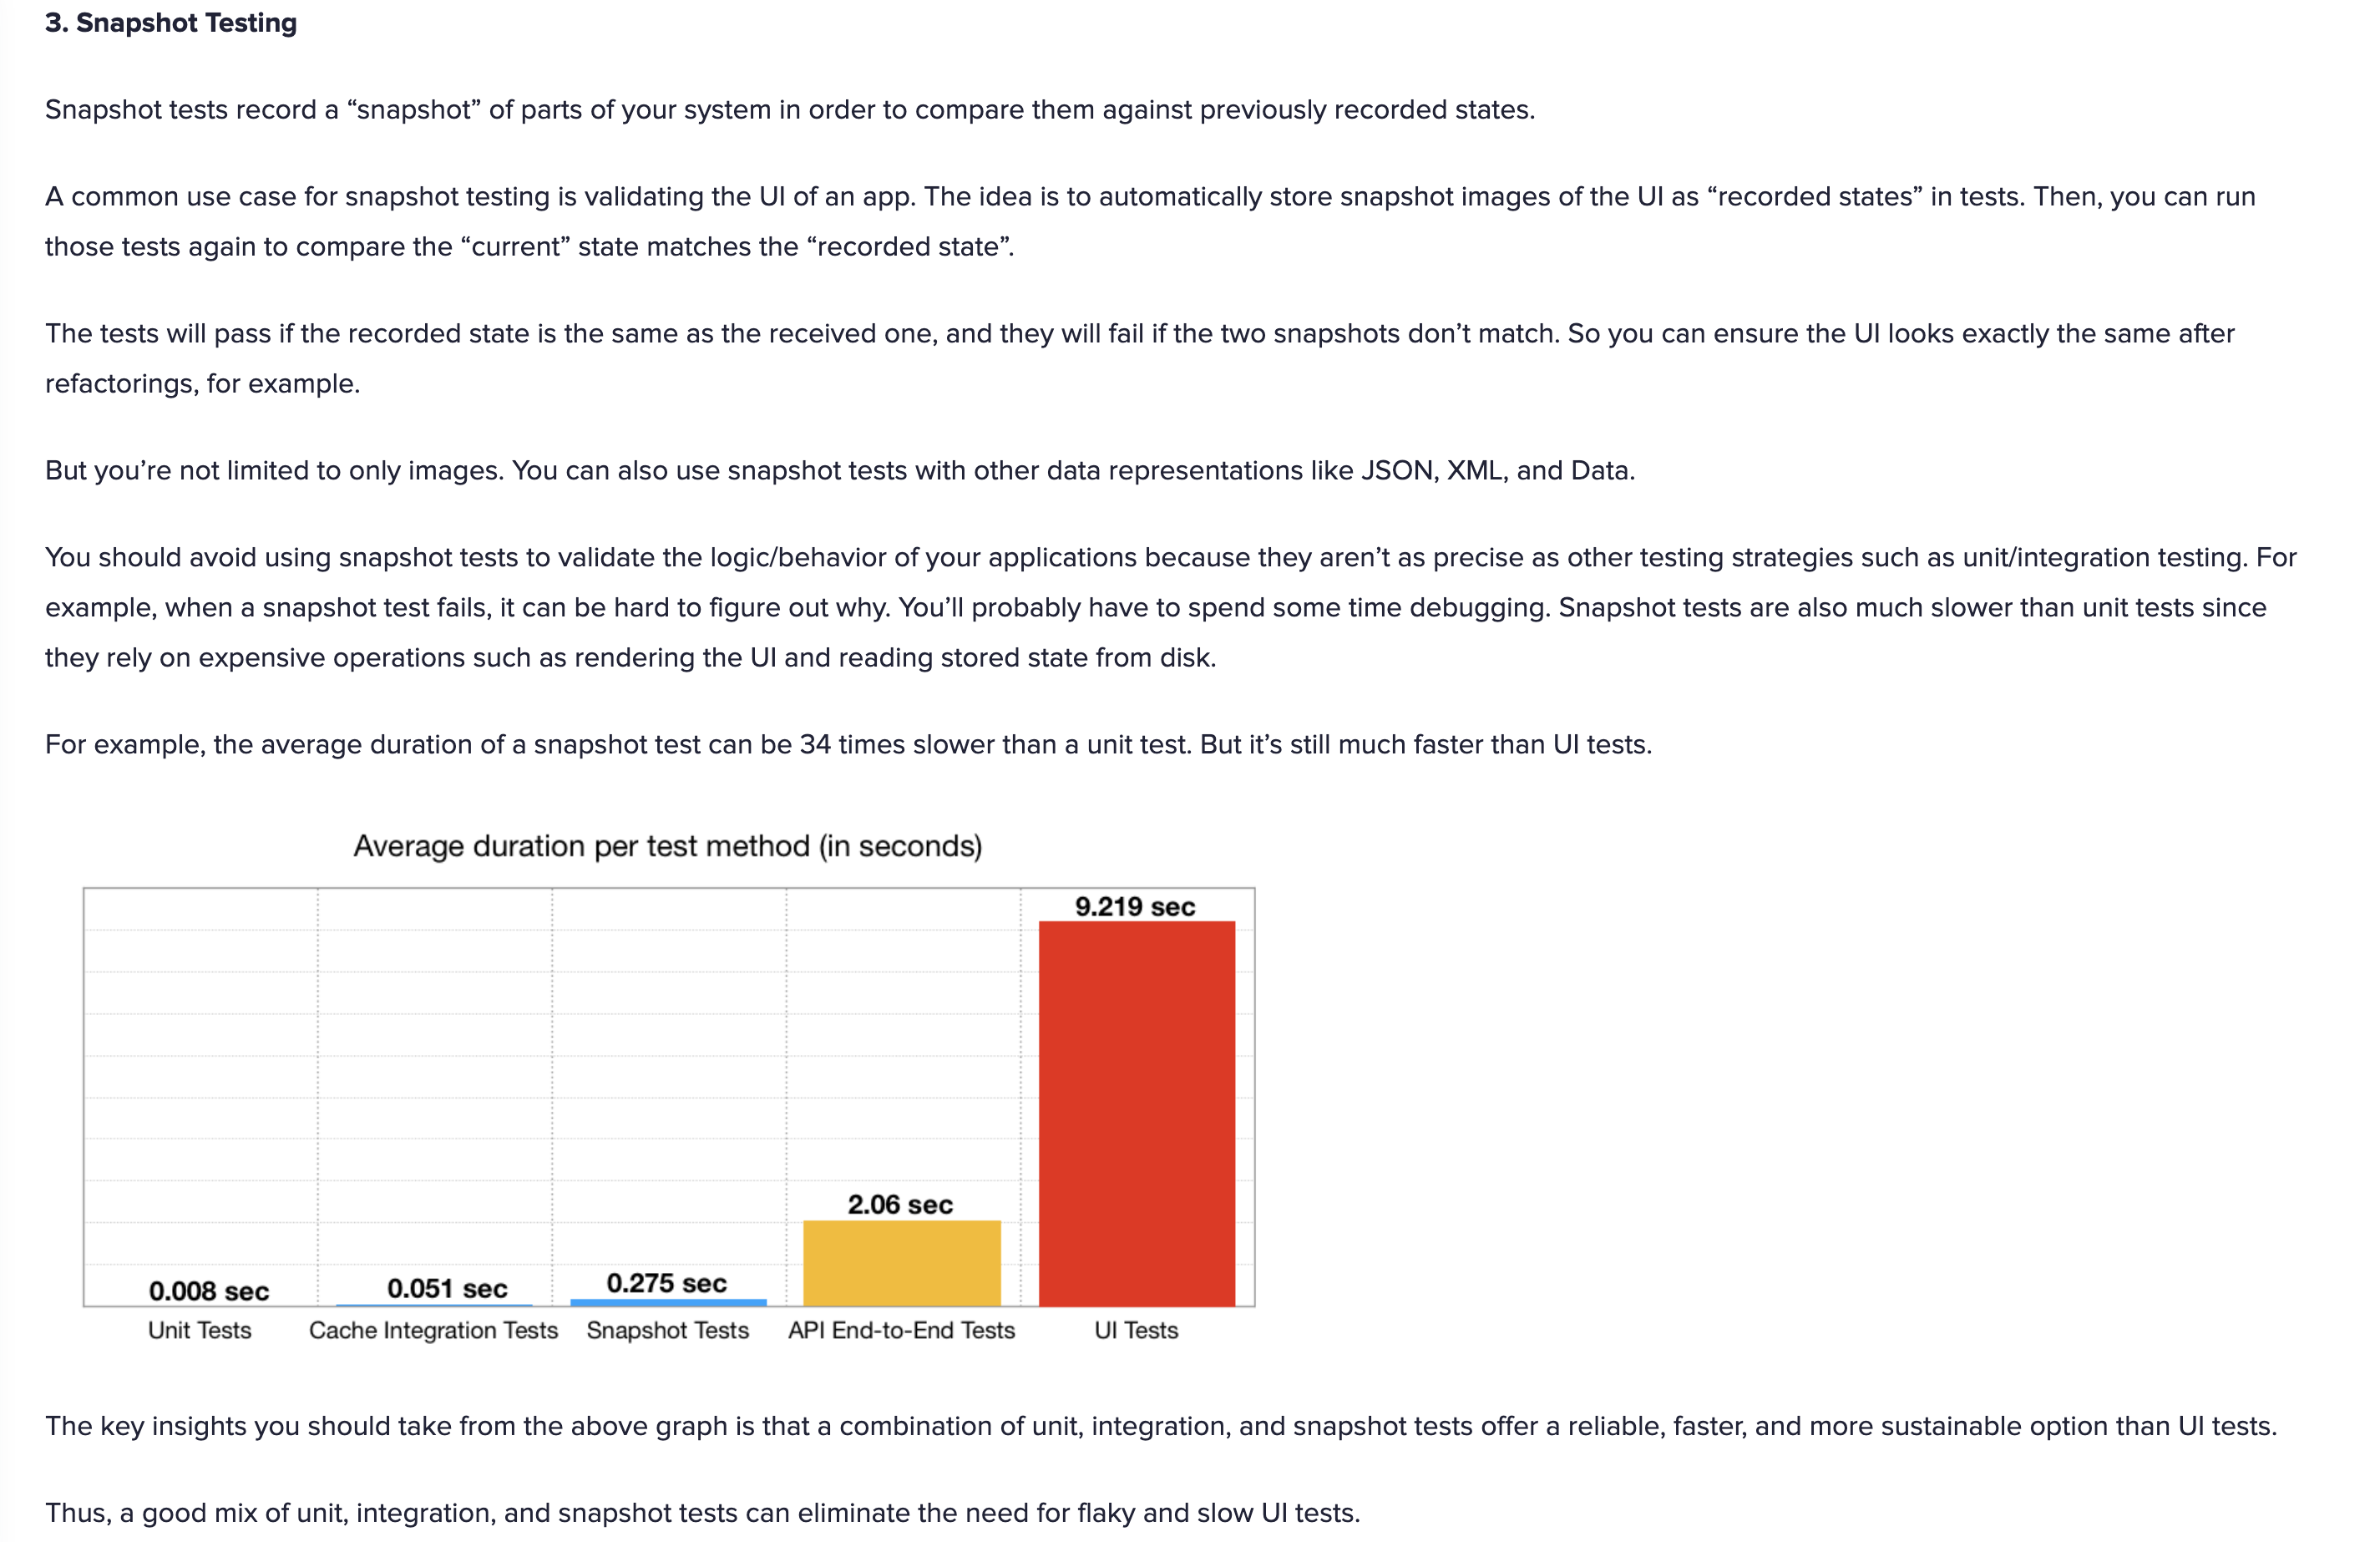 3. Snapshot Testing
Snapshot tests record a “snapshot” of parts of your system in order to compare them against previously recorded states.
A common use case for snapshot testing is validating the UI of an app. The idea is to automatically store snapshot images of the UI as “recorded states” in tests. Then, you can run
those tests again to compare the “current” state matches the “recorded state”.
The tests will pass if the recorded state is the same as the received one, and they will fail if the two snapshots don’t match. So you can ensure the UI looks exactly the same after
refactorings, for example.
But you’re not limited to only images. You can also use snapshot tests with other data representations like JSON, XML, and Data.
You should avoid using snapshot tests to validate the logic/behavior of your applications because they aren’t as precise as other testing strategies such as unit/integration testing. For
example, when a snapshot test fails, it can be hard to figure out why. You’ll probably have to spend some time debugging. Snapshot tests are also much slower than unit tests since
they rely on expensive operations such as rendering the UI and reading stored state from disk.
For example, the average duration of a snapshot test can be 34 times slower than a unit test. But it’s still much faster than UI tests.
Average duration per test method (in seconds)
9.219 sec
2.06 sec
0.008 sec 0.051 sec 0.275 sec
Unit Tests Cache Integration Tests Snapshot Tests API End-to-End Tests UI Tests
The key insights you should take from the above graph is that a combination of unit, integration, and snapshot tests offer a reliable, faster, and more sustainable option than UI tests.
Thus, a good mix of unit, integration, and snapshot tests can eliminate the need for flaky and slow UI tests.